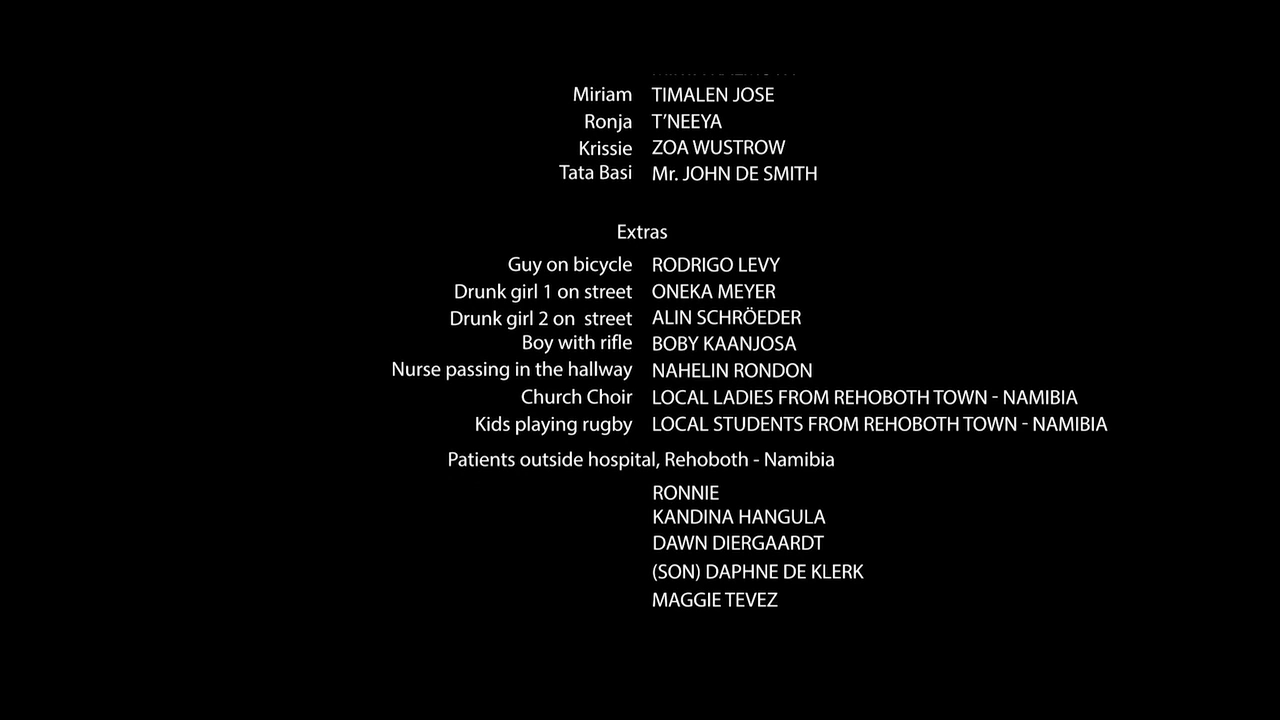 Miriam TIMALEN JOSE
Ronja T'NEEYA
Krissie ZOA WUSTROW
Tata Basi Mr. JOHN DE SMITH
Extras
Guy on bicycle RODRIGO LEVY
Drunk girl 1 on street ONEKA MEYER
Drunk girl 2 on street ALIN SCHRÖEDER
Boy with rifle BOBY KAANJOSA
Nurse passing in the hallway NAHELIN RONDON
Church Choir LOCAL LADIES FROM REHOBOTH TOWN - NAMIBIA
Kids playing rugby LOCAL STUDENTS FROM REHOBOTH TOWN - NAMIBIA
Patients outside hospital, Rehoboth - Namibia
RONNIE
KANDINA HANGULA
DAWN DIERGAARDT
(SON) DAPHNE DE KLERK
MAGGIE TEVEZ